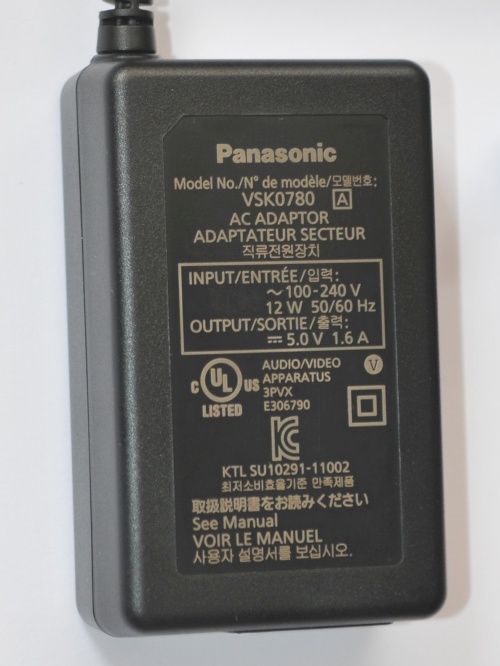 Panasonic
Model No./N° de modèle/모델번호:
VSK0780 A
AC ADAPTOR
ADAPTATEUR SECTEUR
직류전원장치
INPUT/ENTRÉE/입력:
～100-240 V
12 W 50/60 Hz
OUTPUT/SORTIE/출력:
⎓ 5.0 V 1.6 A
C UL US
LISTED
AUDIO/VIDEO
APPARATUS
3PVX
E306790
V
KC
KTL SU10291-11002
최저소비효율기준 만족제품
取扱説明書をお読みください
See Manual
VOIR LE MANUEL
사용자 설명서를 보십시오.